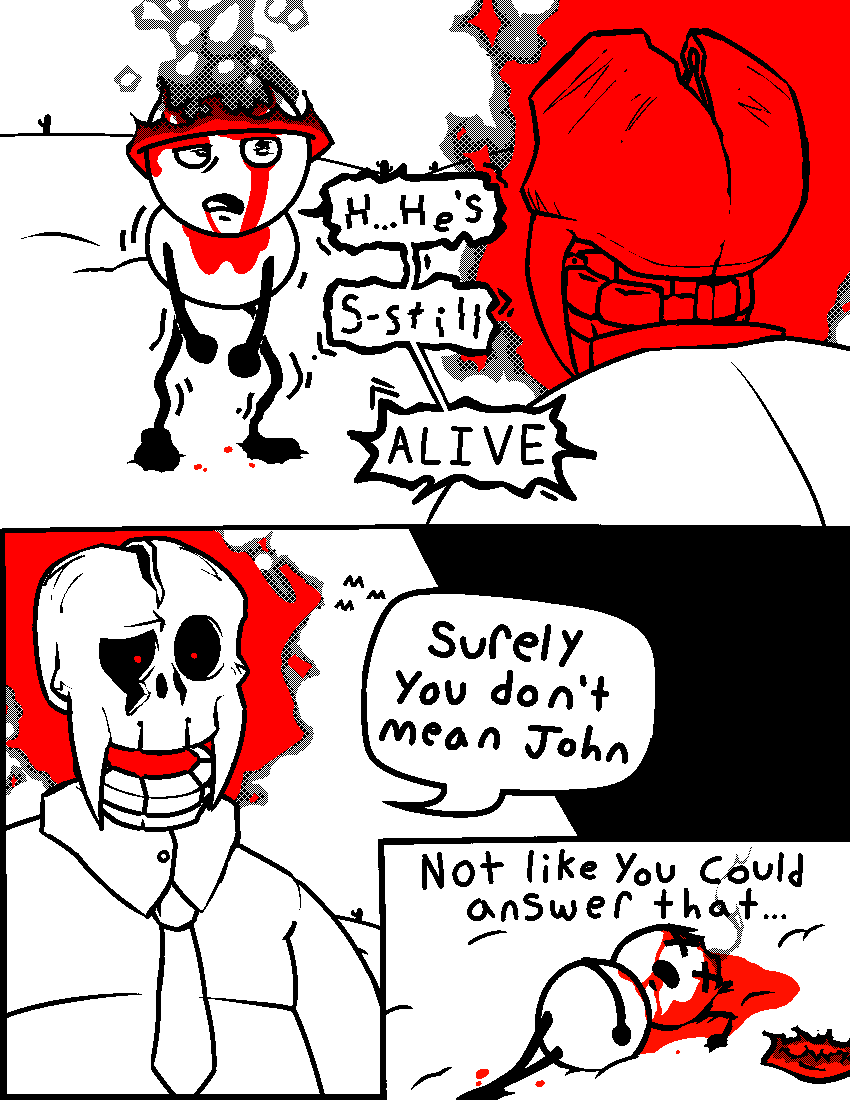 H...He's
S-still
ALIVE
Surely
you don't
mean John
Not like you could
answer that...